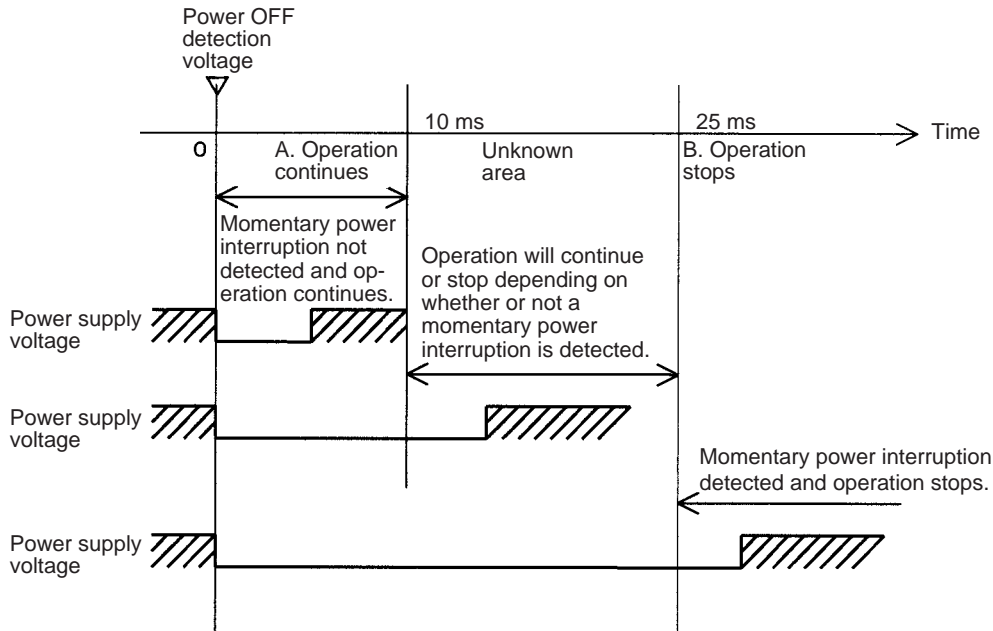 Power OFF
detection
voltage
10 ms
25 ms
Time
0
A. Operation
continues
Unknown
area
B. Operation
stops
Momentary power
interruption not
detected and op-
eration continues.
Operation will continue
or stop depending on
whether or not a
momentary power
interruption is detected.
Power supply
voltage
Power supply
voltage
Momentary power interruption
detected and operation stops.
Power supply
voltage